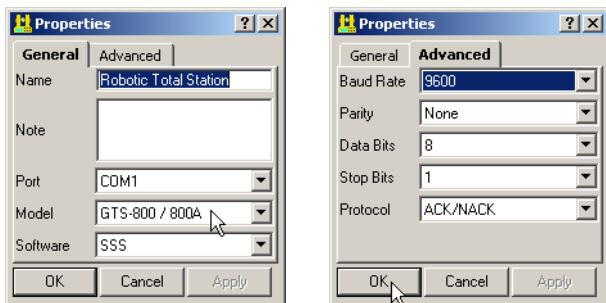 Properties
General Advanced
Name Robotic Total Station
Note
Port COM1
Model GTS-800 / 800A
Software SSS
OK Cancel Apply
Properties
General Advanced
Baud Rate 9600
Parity None
Data Bits 8
Stop Bits 1
Protocol ACK/NACK
OK Cancel Apply